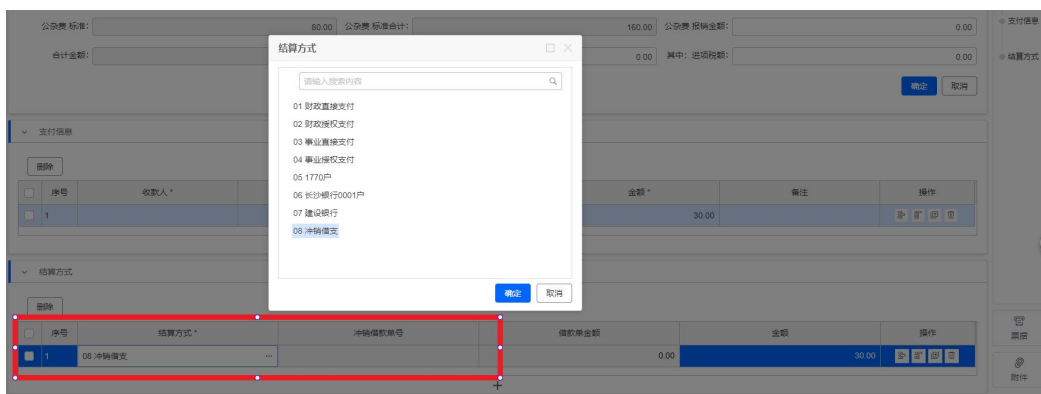 公杂费 标准: 80.00 公杂费 标准合计: 160.00 公杂费 报销金额: 0.00
合计金额: 0.00 其中: 进项税额: 0.00
确定 取消
支付信息
结算方式
结算方式
请输入搜索内容
01 财政直接支付
02 财政授权支付
03 事业直接支付
04 事业授权支付
05 1770户
06 长沙银行0001户
07 建设银行
08 冲销借支
确定 取消
支付信息
删除
序号 收款人 * 金额 * 备注 操作
1 30.00
结算方式
删除
序号 结算方式 * 冲销借款单号 借款单金额 金额 操作
1 08 冲销借支 ... 0.00 30.00
票据
附件